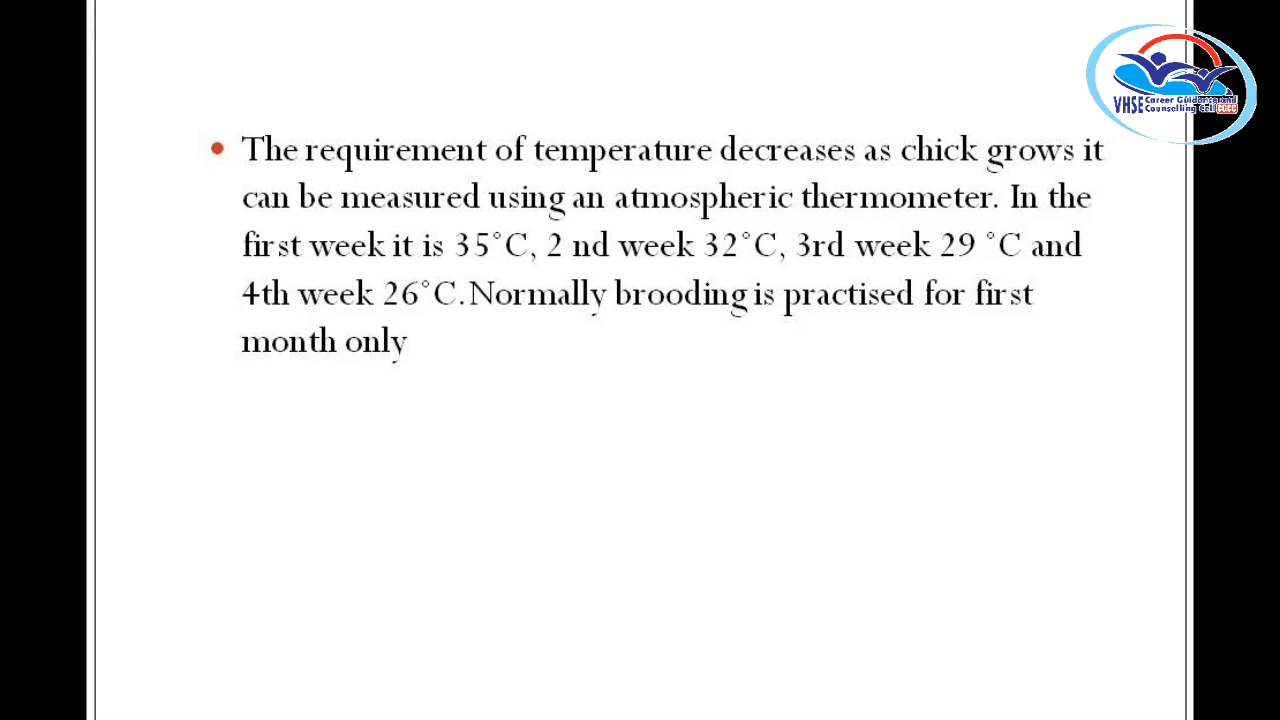 VHSE Career Guidance and
Counselling Cell CGCC
• The requirement of temperature decreases as chick grows it
can be measured using an atmospheric thermometer. In the
first week it is 35°C, 2 nd week 32°C, 3rd week 29 °C and
4th week 26°C. Normally brooding is practised for first
month only